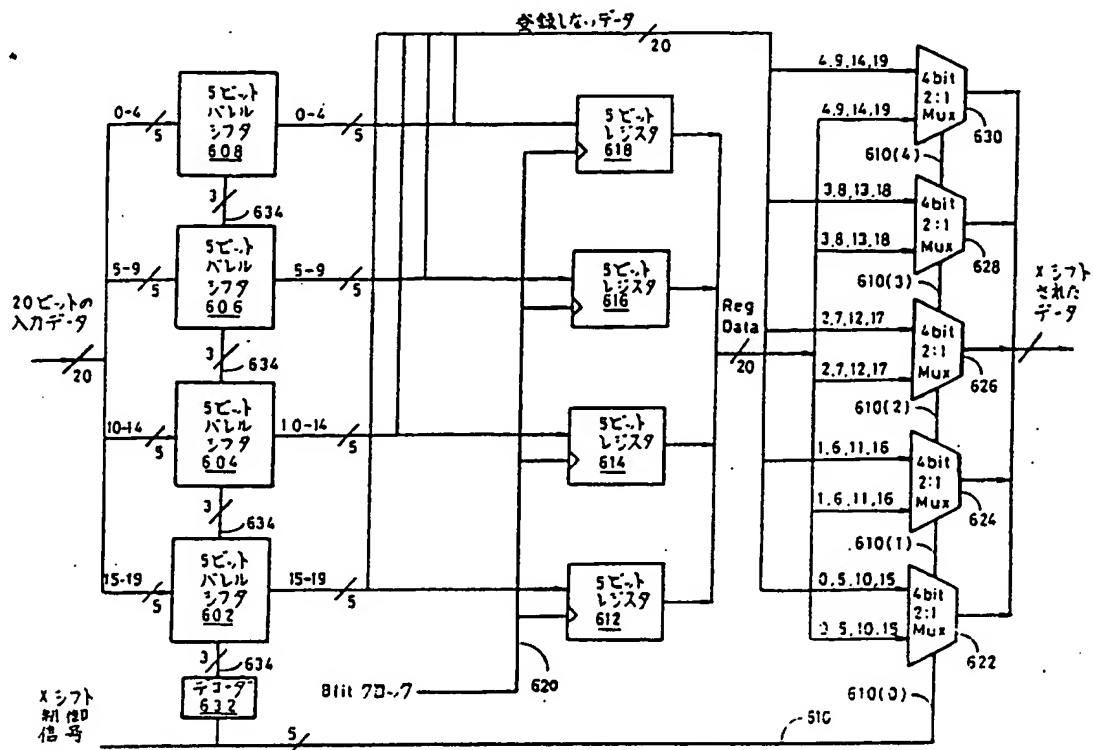 登録しないデータ
20
5ビット
バレル
シフタ
608
0-4
5
0-4
5
5ビット
レジスタ
618
4.9,14,19
4bit
2:1
Mux
630
4.9,14,19
610(4)
3
634
5ビット
バレル
シフタ
606
5-9
5
5-9
5
5ビット
レジスタ
616
3,8,13,18
4bit
2:1
Mux
628
3,8,13,18
610(3)
20ビットの
入力データ
20
3
634
Reg
Data
20
2,7,12,17
4bit
2:1
Mux
626
2,7,12,17
610(2)
Xシフト
された
データ
5ビット
バレル
シフタ
604
10-14
5
10-14
5
5ビット
レジスタ
614
1,6,11,16
4bit
2:1
Mux
624
1,6,11,16
610(1)
3
634
5ビット
バレル
シフタ
602
15-19
5
15-19
5
5ビット
レジスタ
612
0,5,10,15
4bit
2:1
Mux
622
0,5,10,15
610(0)
3
634
デコーダ
632
Blit クロック
620
Xシフト
制御
信号
5
610